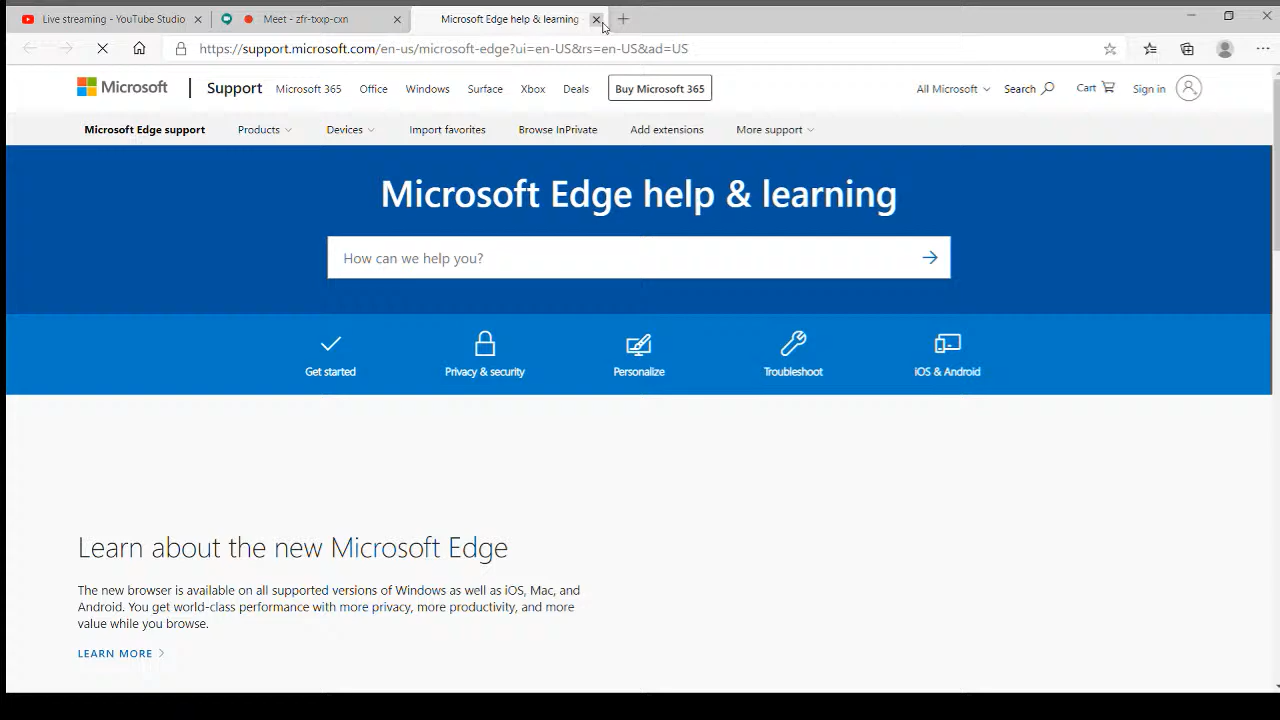 Live streaming - YouTube Studio
Meet - zfr-txxp-cxn
Microsoft Edge help & learning
https://support.microsoft.com/en-us/microsoft-edge?ui=en-US&rs=en-US&ad=US
Microsoft Support Microsoft 365 Office Windows Surface Xbox Deals Buy Microsoft 365 All Microsoft Search Cart Sign in
Microsoft Edge support Products Devices Import favorites Browse InPrivate Add extensions More support
Microsoft Edge help & learning
How can we help you?
Get started Privacy & security Personalize Troubleshoot iOS & Android
Learn about the new Microsoft Edge
The new browser is available on all supported versions of Windows as well as iOS, Mac, and
Android. You get world-class performance with more privacy, more productivity, and more
value while you browse.
LEARN MORE